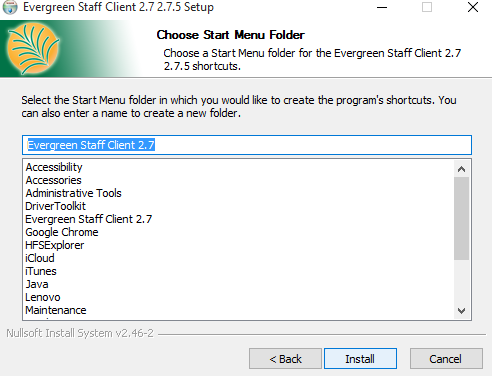 Evergreen Staff Client 2.7 2.7.5 Setup
Choose Start Menu Folder
Choose a Start Menu folder for the Evergreen Staff Client 2.7
2.7.5 shortcuts.
Select the Start Menu folder in which you would like to create the program's shortcuts. You
can also enter a name to create a new folder.
Evergreen Staff Client 2.7
Accessibility
Accessories
Administrative Tools
DriverToolkit
Evergreen Staff Client 2.7
Google Chrome
HFSExplorer
iCloud
iTunes
Java
Lenovo
Maintenance
Nullsoft Install System v2.46-2
< Back Install Cancel